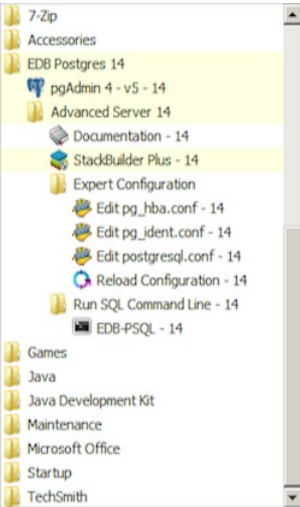 7-Zip
Accessories
EDB Postgres 14
pgAdmin 4 - v5 - 14
Advanced Server 14
Documentation - 14
StackBuilder Plus - 14
Expert Configuration
Edit pg_hba.conf - 14
Edit pg_ident.conf - 14
Edit postgresql.conf - 14
Reload Configuration - 14
Run SQL Command Line - 14
EDB-PSQL - 14
Games
Java
Java Development Kit
Maintenance
Microsoft Office
Startup
TechSmith